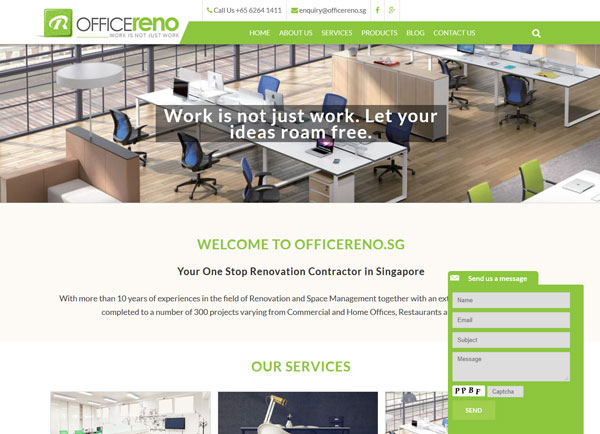 R OFFICEreno
WORK IS NOT JUST WORK
Call Us +65 6264 1411
enquiry@officereno.sg
HOME ABOUT US SERVICES PRODUCTS BLOG CONTACT US
Work is not just work. Let your
ideas roam free.
WELCOME TO OFFICERENO.SG
Your One Stop Renovation Contractor in Singapore
With more than 10 years of experiences in the field of Renovation and Space Management together with an ext
completed to a number of 300 projects varying from Commercial and Home Offices, Restaurants a
Send us a message
Name
Email
Subject
Message
PPBF Captcha
SEND
OUR SERVICES